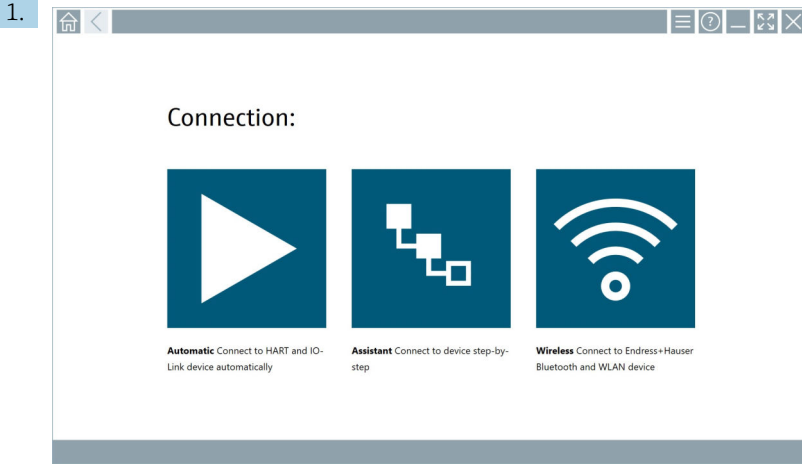 1.
Connection:
Automatic Connect to HART and IO-
Link device automatically
Assistant Connect to device step-by-
step
Wireless Connect to Endress+Hauser
Bluetooth and WLAN device